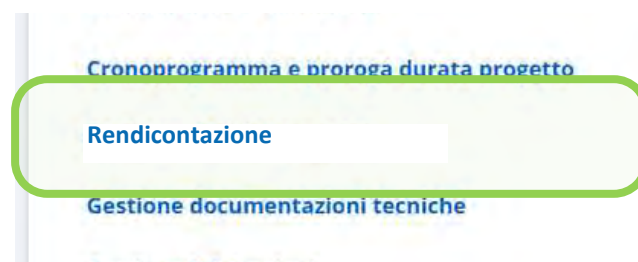 Cronoprogramma e proroga durata progetto
Rendicontazione
Gestione documentazioni tecniche